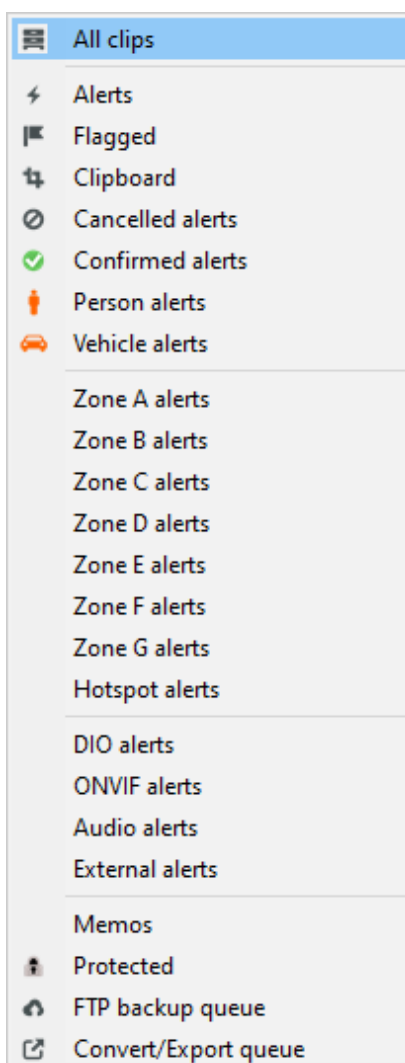 All clips
Alerts
Flagged
Clipboard
Cancelled alerts
Confirmed alerts
Person alerts
Vehicle alerts
Zone A alerts
Zone B alerts
Zone C alerts
Zone D alerts
Zone E alerts
Zone F alerts
Zone G alerts
Hotspot alerts
DIO alerts
ONVIF alerts
Audio alerts
External alerts
Memos
Protected
FTP backup queue
Convert/Export queue